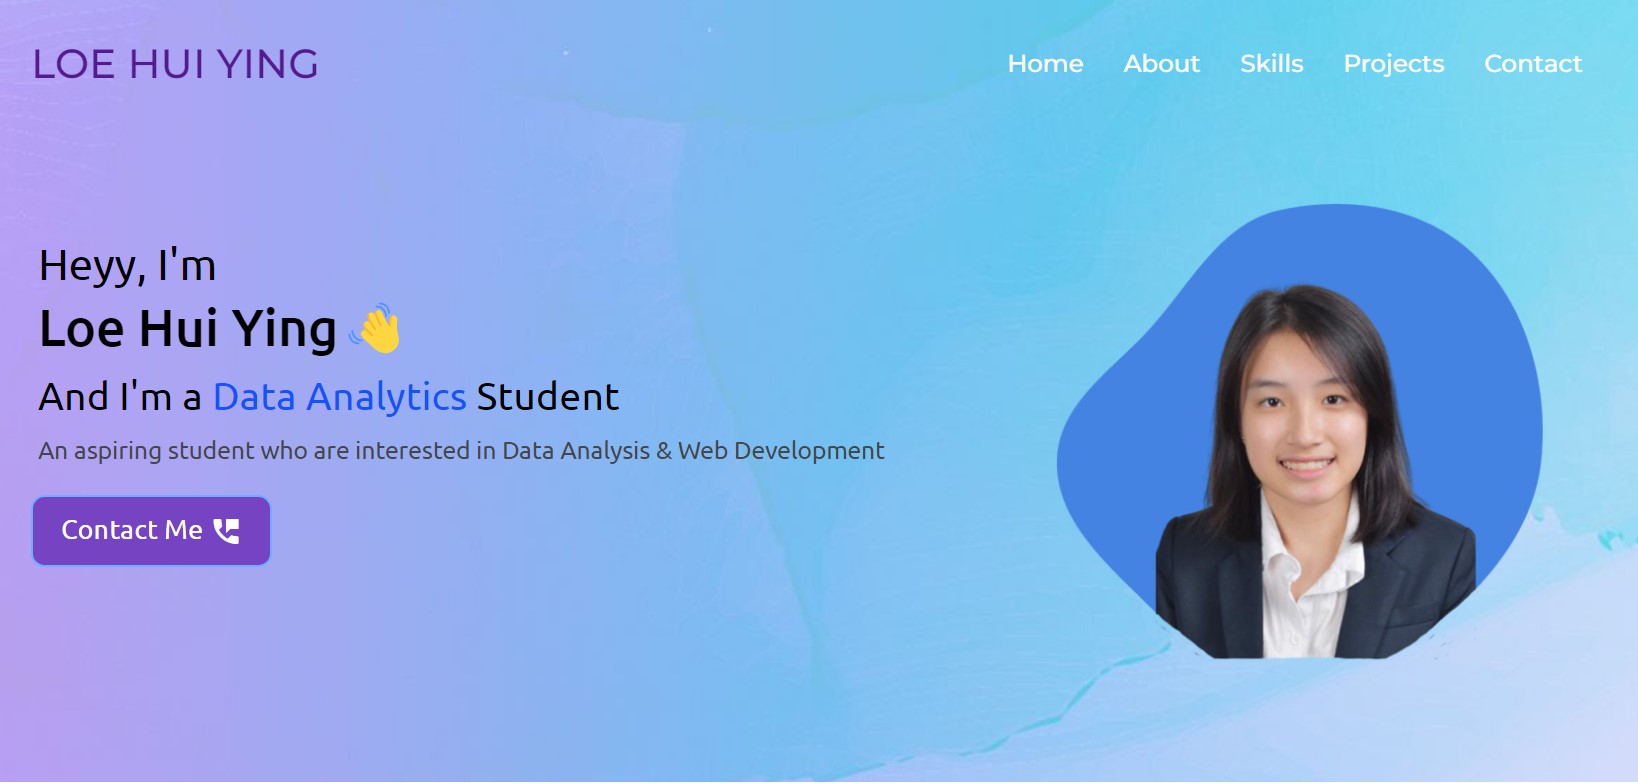 LOE HUI YING
Home About Skills Projects Contact
Heyy, I'm
Loe Hui Ying 👋
And I'm a Data Analytics Student
An aspiring student who are interested in Data Analysis & Web Development
Contact Me